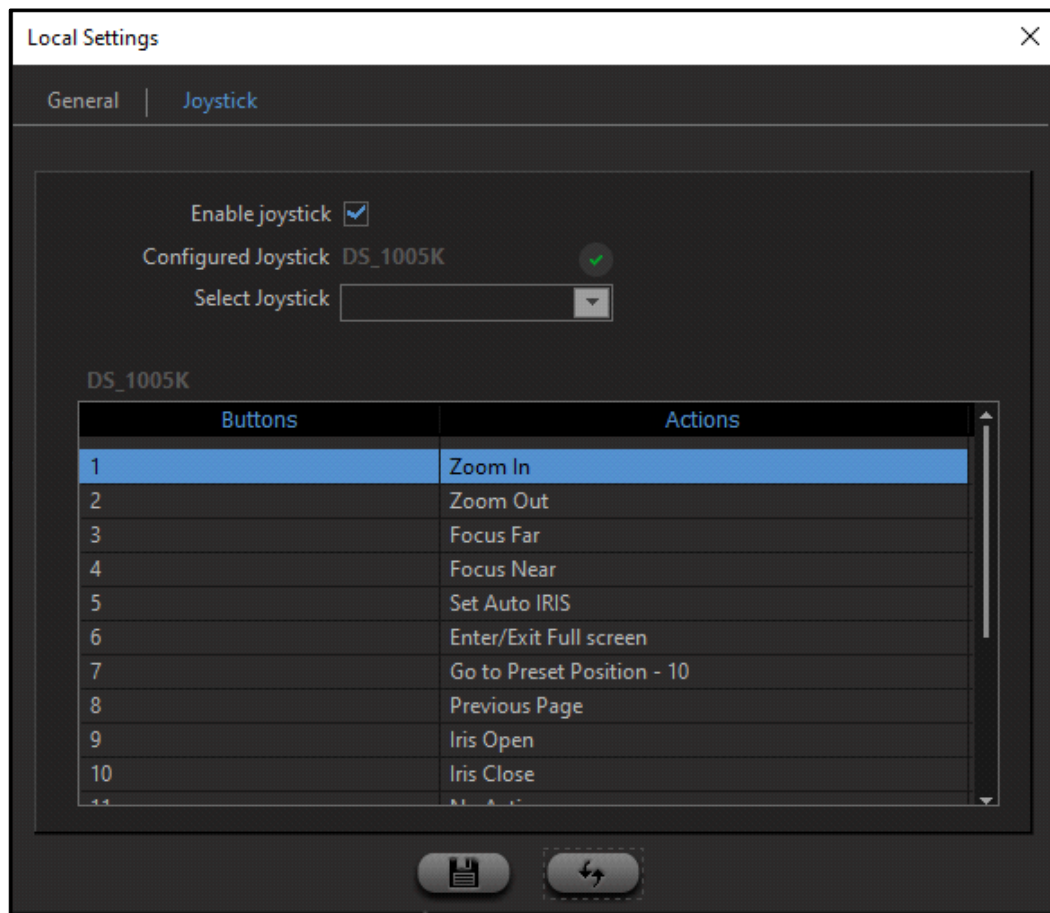 Local Settings
General | Joystick
Enable joystick
Configured Joystick DS_1005K
Select Joystick
DS_1005K
Buttons Actions
1 Zoom In
2 Zoom Out
3 Focus Far
4 Focus Near
5 Set Auto IRIS
6 Enter/Exit Full screen
7 Go to Preset Position - 10
8 Previous Page
9 Iris Open
10 Iris Close